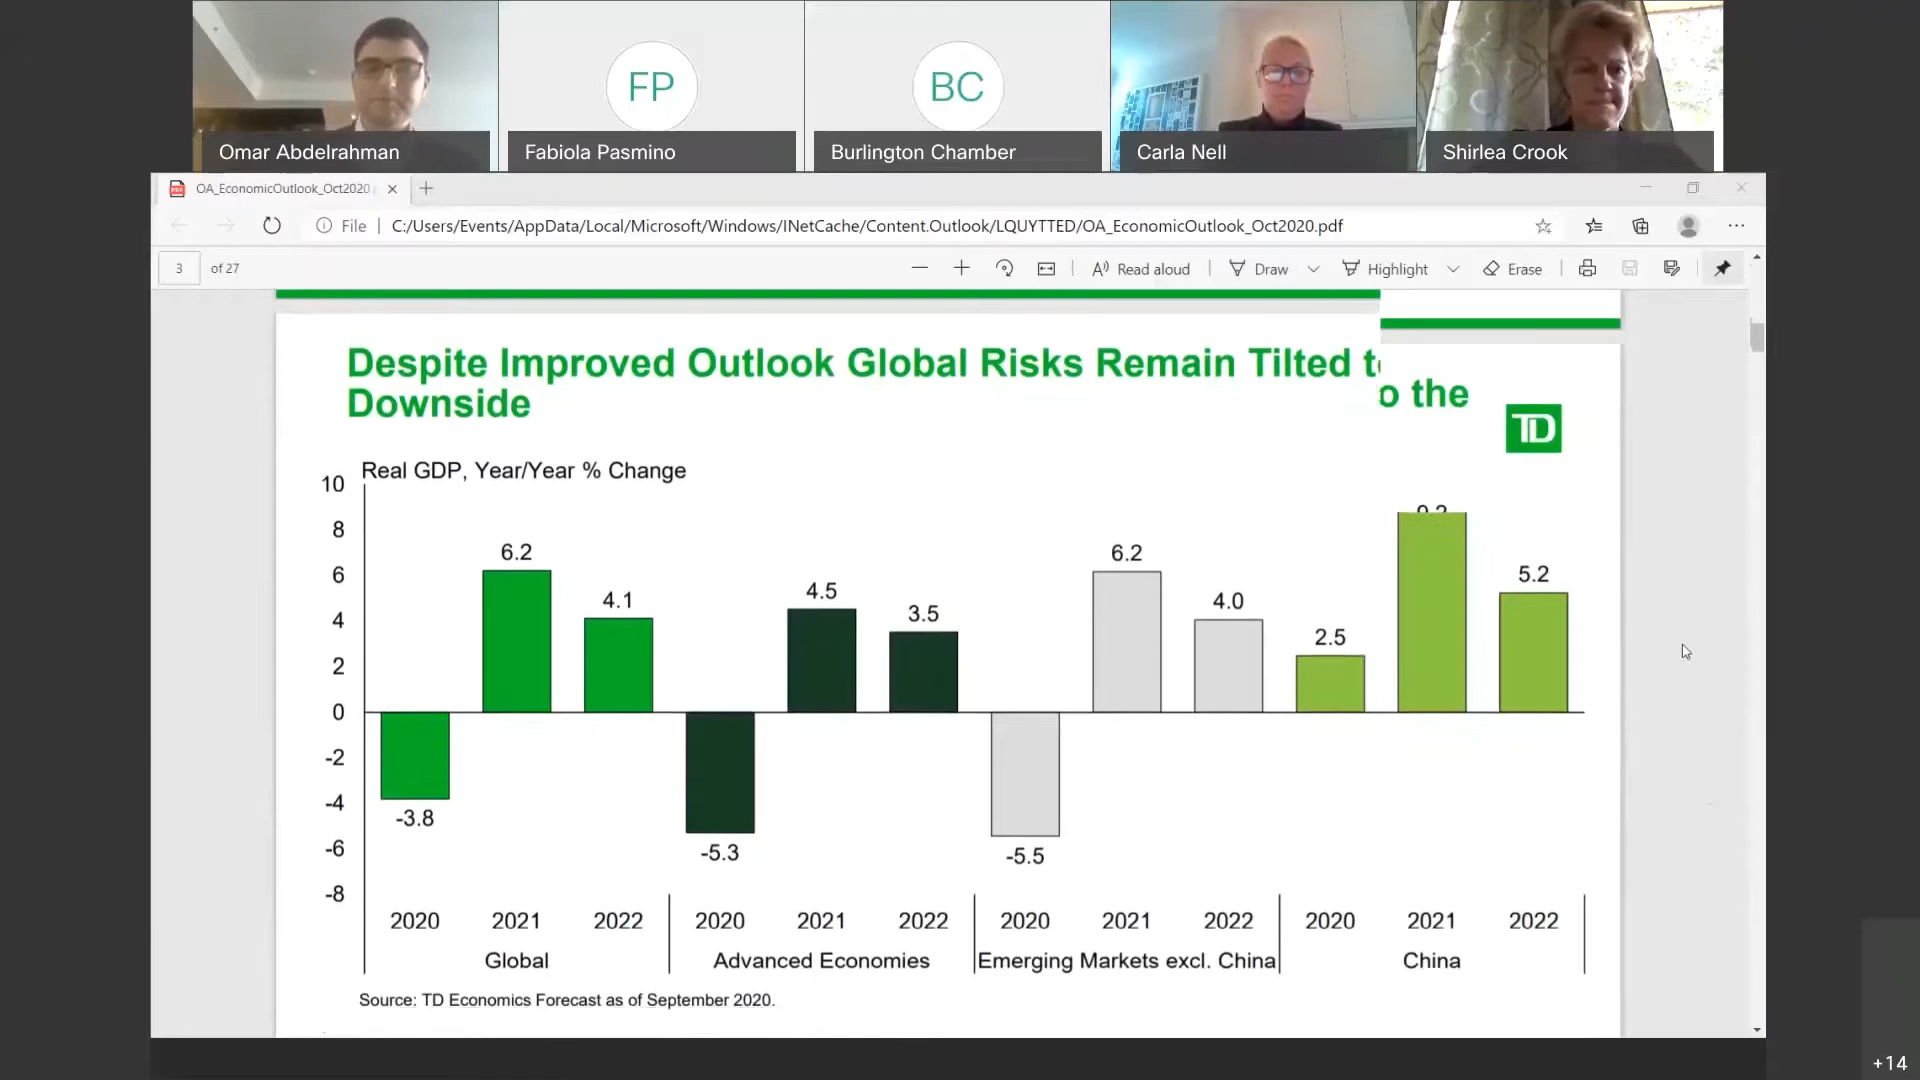 FP
BC
Omar Abdelrahman
Fabiola Pasmino
Burlington Chamber
Carla Nell
Shirlea Crook
OA_EconomicOutlook_Oct2020
File
C:/Users/Events/AppData/Local/Microsoft/Windows/INetCache/Content.Outlook/LQUYTTED/OA_EconomicOutlook_Oct2020.pdf
3 of 27
Read aloud
Draw
Highlight
Erase
Despite Improved Outlook Global Risks Remain Tilted to the
Downside
TD
Real GDP, Year/Year % Change
10
8
6
4
2
0
-2
-4
-6
-8
-3.8
6.2
4.1
-5.3
4.5
3.5
-5.5
6.2
4.0
2.5
5.2
2020 2021 2022 2020 2021 2022 2020 2021 2022 2020 2021 2022
Global Advanced Economies Emerging Markets excl. China China
Source: TD Economics Forecast as of September 2020.
+14